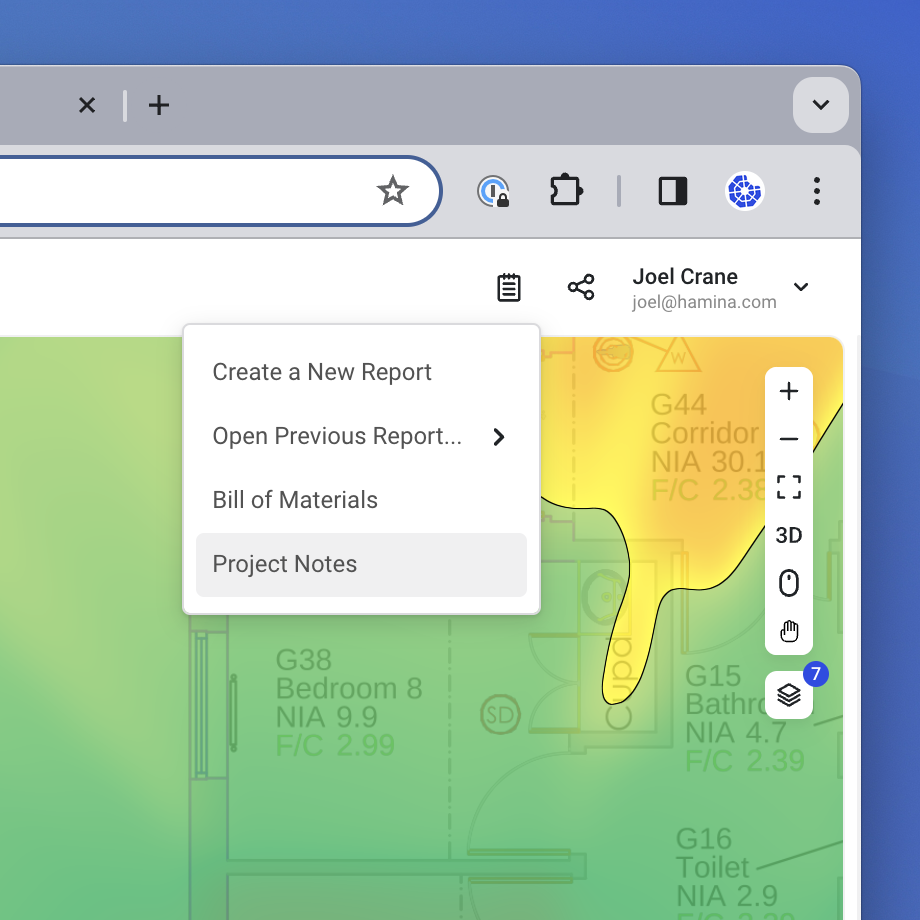 Joel Crane
joel@hamina.com
Create a New Report
Open Previous Report...
Bill of Materials
Project Notes
W
G44
Corridor
NIA 30.1
F/C 2.38
3D
7
G38
Bedroom 8
NIA 9.9
F/C 2.99
SD
Cupd
G15
Bathro
NIA 4.7
F/C 2.39
G16
Toilet
NIA 2.9